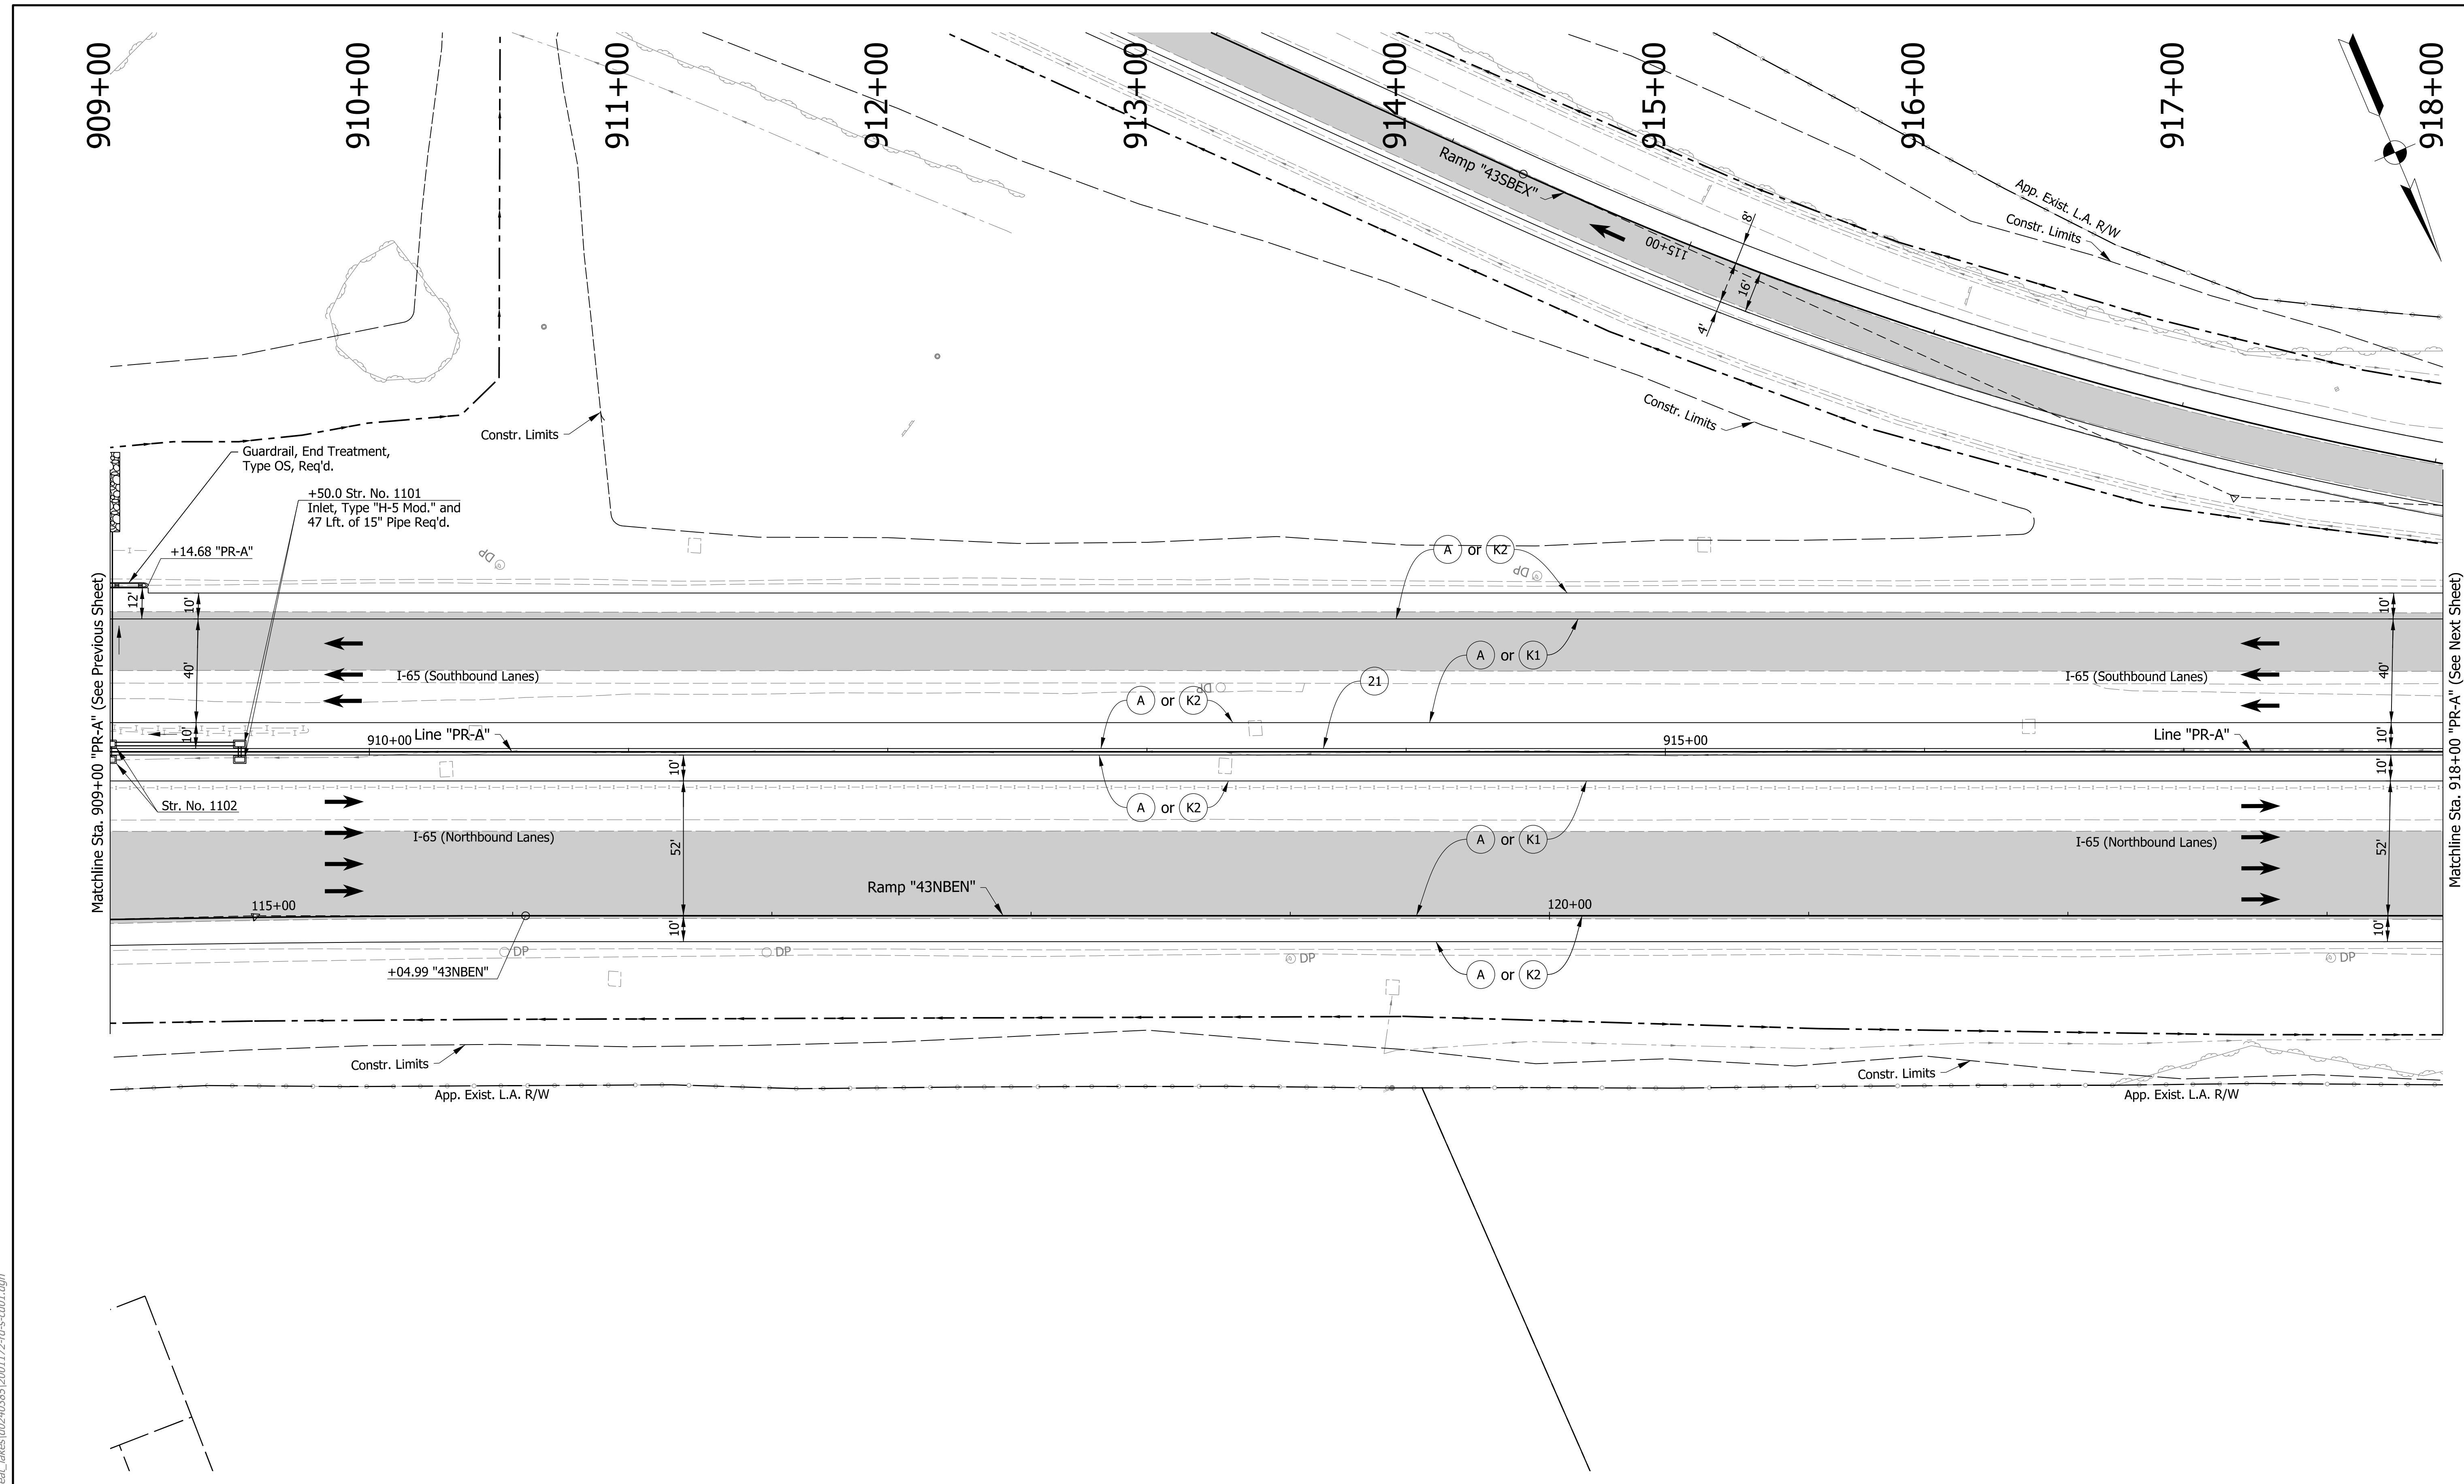 909+00
910+00
911+00
912+00
913+00
914+00
915+00
916+00
917+00
918+00
Ramp "43SBEX"
115+00
8'
16'
4'
App. Exist. L.A. R/W
Constr. Limits
Constr. Limits
Constr. Limits
Guardrail, End Treatment,
Type OS, Req'd.
+50.0 Str. No. 1101
Inlet, Type "H-5 Mod." and
47 Lft. of 15" Pipe Req'd.
+14.68 "PR-A"
DP
DP
A or K2
Matchline Sta. 909+00 "PR-A" (See Previous Sheet)
Matchline Sta. 918+00 "PR-A" (See Next Sheet)
12'
10'
10'
40'
40'
A or K1
I-65 (Southbound Lanes)
I-65 (Southbound Lanes)
21
DP
A or K2
10'
10'
910+00
Line "PR-A"
915+00
Line "PR-A"
10'
10'
Str. No. 1102
A or K2
I-65 (Northbound Lanes)
A or K1
I-65 (Northbound Lanes)
52'
52'
Ramp "43NBEN"
115+00
120+00
10'
10'
DP
DP
DP
DP
+04.99 "43NBEN"
A or K2
Constr. Limits
Constr. Limits
App. Exist. L.A. R/W
App. Exist. L.A. R/W